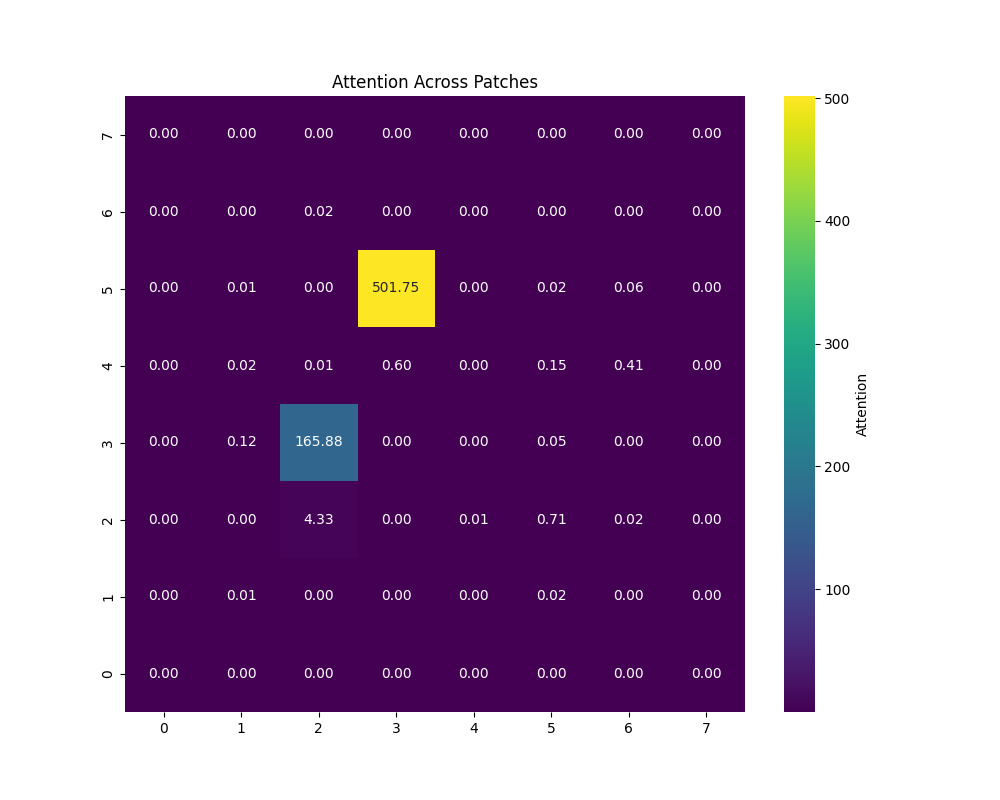 Attention Across Patches
7 0.00 0.00 0.00 0.00 0.00 0.00 0.00 0.00
6 0.00 0.00 0.02 0.00 0.00 0.00 0.00 0.00
5 0.00 0.01 0.00 501.75 0.00 0.02 0.06 0.00
4 0.00 0.02 0.01 0.60 0.00 0.15 0.41 0.00
3 0.00 0.12 165.88 0.00 0.00 0.05 0.00 0.00
2 0.00 0.00 4.33 0.00 0.01 0.71 0.02 0.00
1 0.00 0.01 0.00 0.00 0.00 0.02 0.00 0.00
0 0.00 0.00 0.00 0.00 0.00 0.00 0.00 0.00
0 1 2 3 4 5 6 7
500
400
300
200
100
Attention